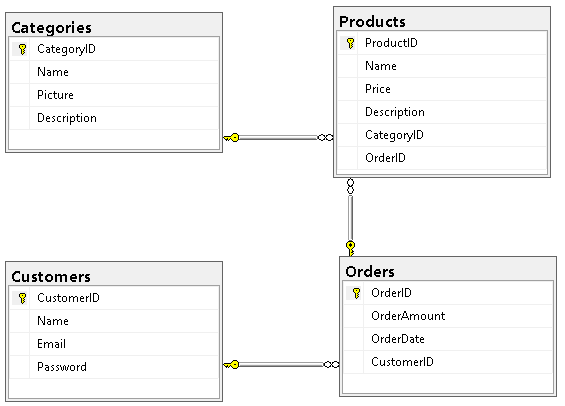 Categories
CategoryID
Name
Picture
Description
Products
ProductID
Name
Price
Description
CategoryID
OrderID
Customers
CustomerID
Name
Email
Password
Orders
OrderID
OrderAmount
OrderDate
CustomerID